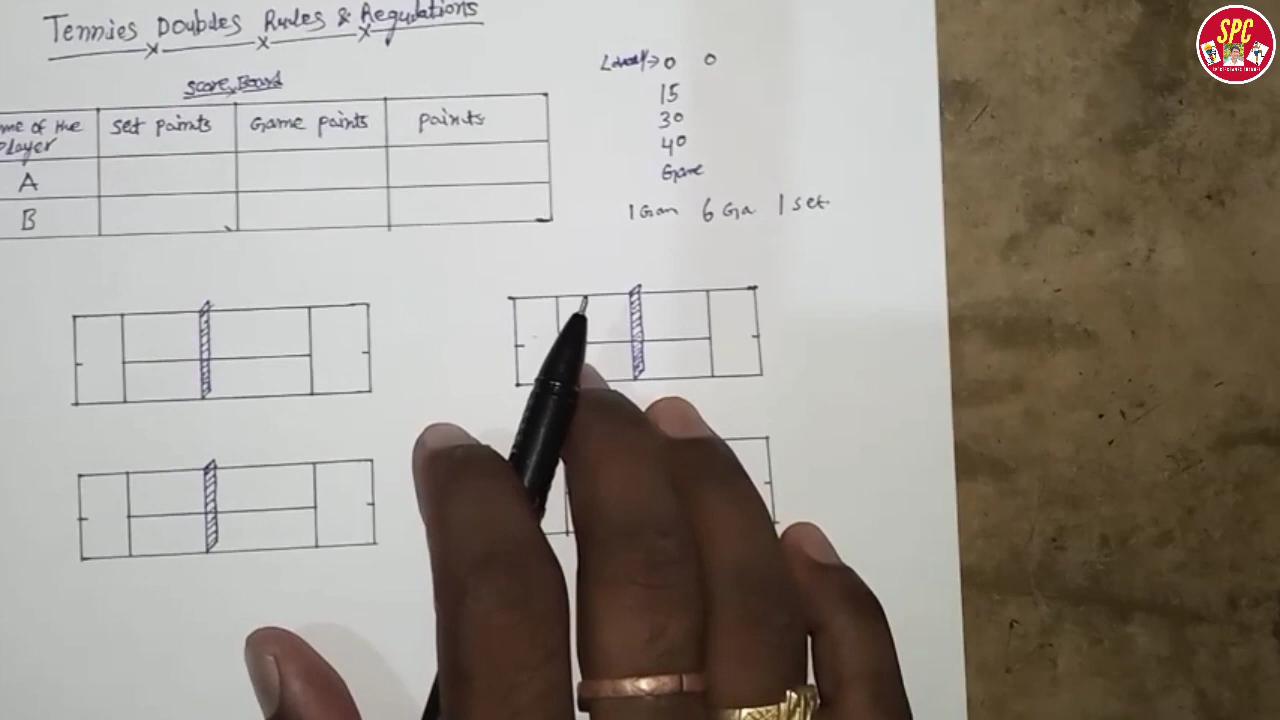 Tennies Doubles Rules & Regulations
Score Board
me of the Player
Set points
Game points
points
A
B
0 0
15
30
40
Game
1 Gam 6 Ga 1 set
SPC